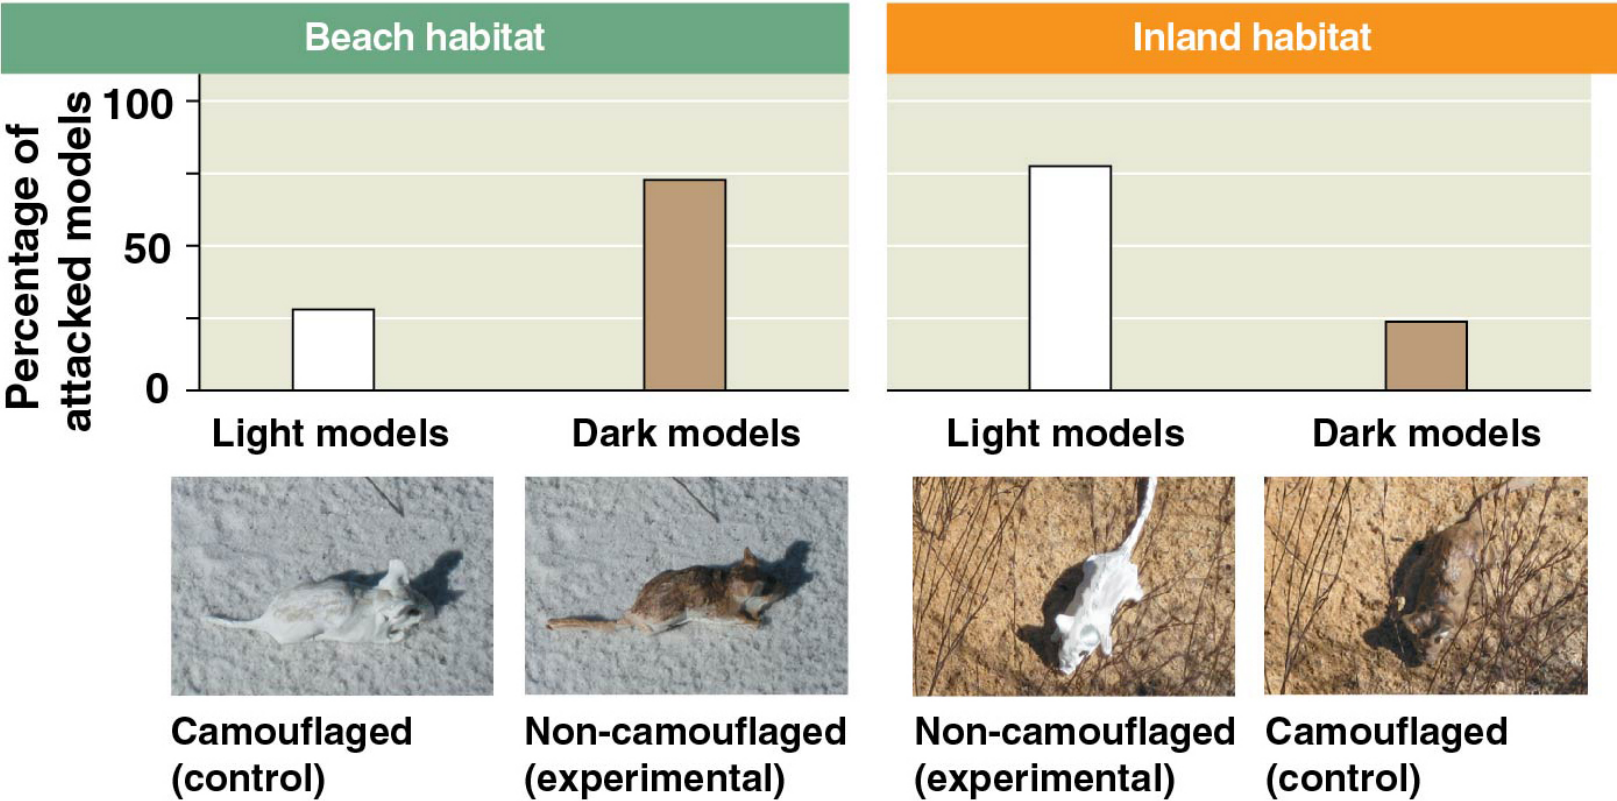 Beach habitat
Inland habitat
Percentage of
attacked models
100
50
0
Light models
Dark models
Light models
Dark models
Camouflaged
(control)
Non-camouflaged
(experimental)
Non-camouflaged
(experimental)
Camouflaged
(control)